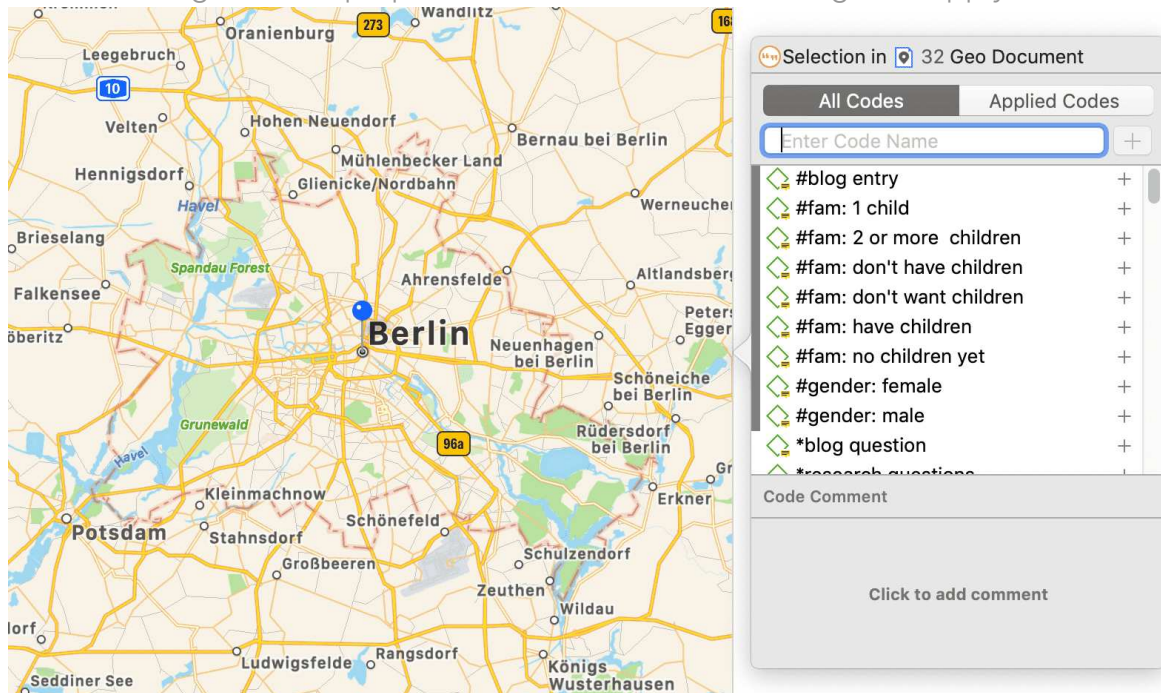 Wandlitz
273
Oranienburg
Leegebruch
10
Velten
Hohen Neuendorf
Bernau bei Berlin
Mühlenbecker Land
Hennigsdorf
Glienicke/Nordbahn
Havel
Brieselang
Spandau Forest
Ahrensfelde
Falkensee
Berlin
Neuenhagen
bei Berlin
Schöneiche
bei Berlin
Grunewald
Rüdersdorf
bei Berlin
96a
Havel
Kleinmachnow
Erkner
Potsdam
Schönefeld
Stahnsdorf
Großbeeren
Schulzendorf
Zeuthen
Wildau
Ludwigsfelde
Rangsdorf
Königs
Wusterhausen
Seddiner See
Selection in 32 Geo Document
All Codes Applied Codes
Enter Code Name
#blog entry
#fam: 1 child
#fam: 2 or more children
#fam: don't have children
#fam: don't want children
#fam: have children
#fam: no children yet
#gender: female
#gender: male
*blog question
Code Comment
Click to add comment